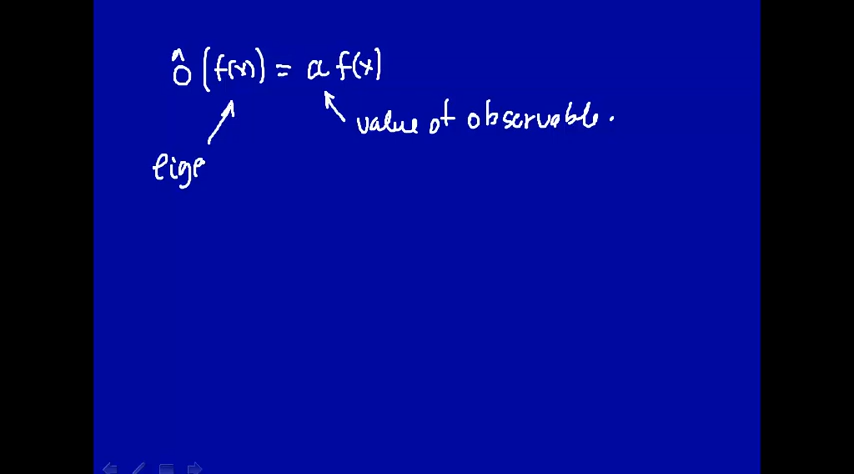 ô (f(x)) = a f(x)
value of observable.
eige